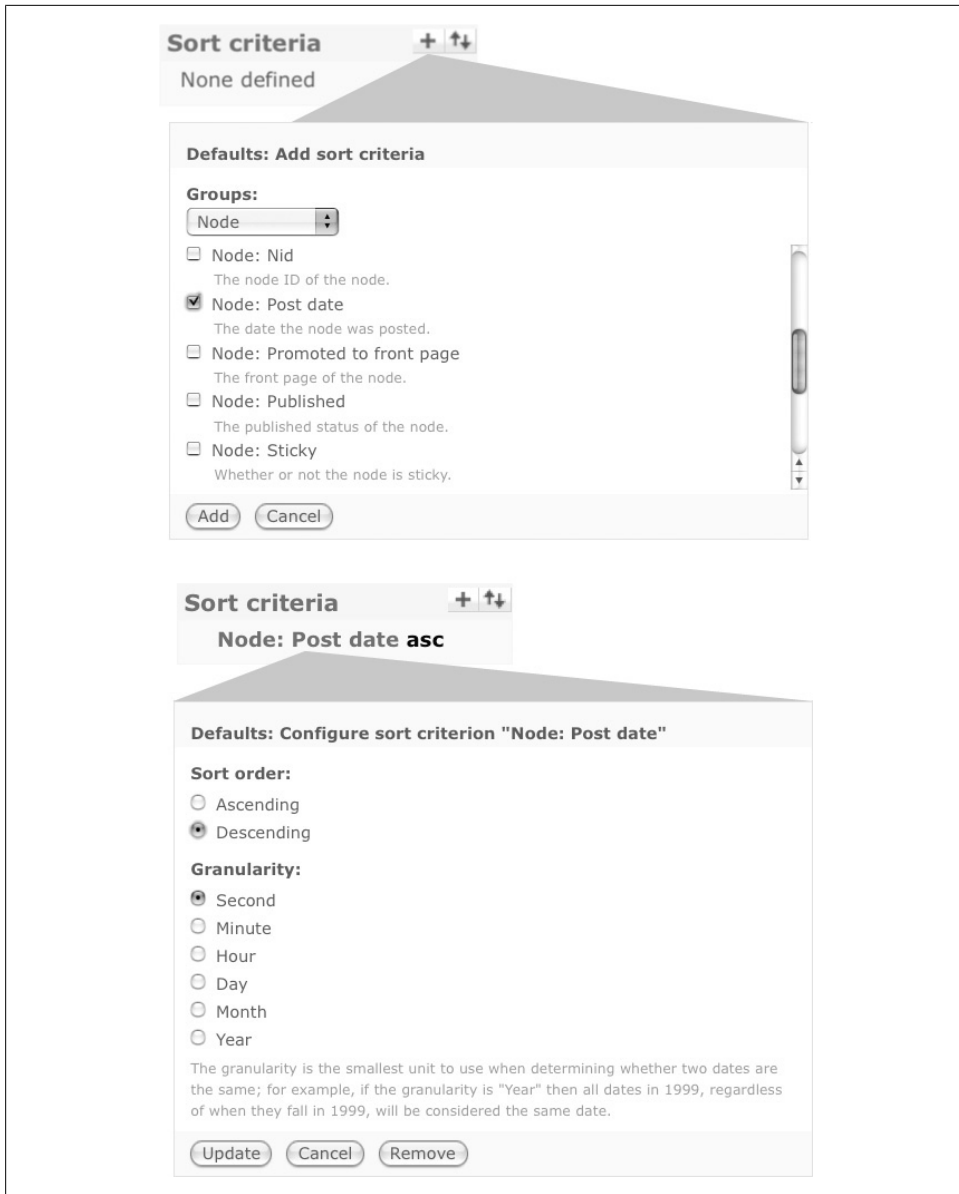 Sort criteria
None defined
Defaults: Add sort criteria
Groups:
Node
Node: Nid
The node ID of the node.
Node: Post date
The date the node was posted.
Node: Promoted to front page
The front page of the node.
Node: Published
The published status of the node.
Node: Sticky
Whether or not the node is sticky.
Add Cancel
Sort criteria
Node: Post date asc
Defaults: Configure sort criterion "Node: Post date"
Sort order:
Ascending
Descending
Granularity:
Second
Minute
Hour
Day
Month
Year
The granularity is the smallest unit to use when determining whether two dates are
the same; for example, if the granularity is "Year" then all dates in 1999, regardless
of when they fall in 1999, will be considered the same date.
Update Cancel Remove